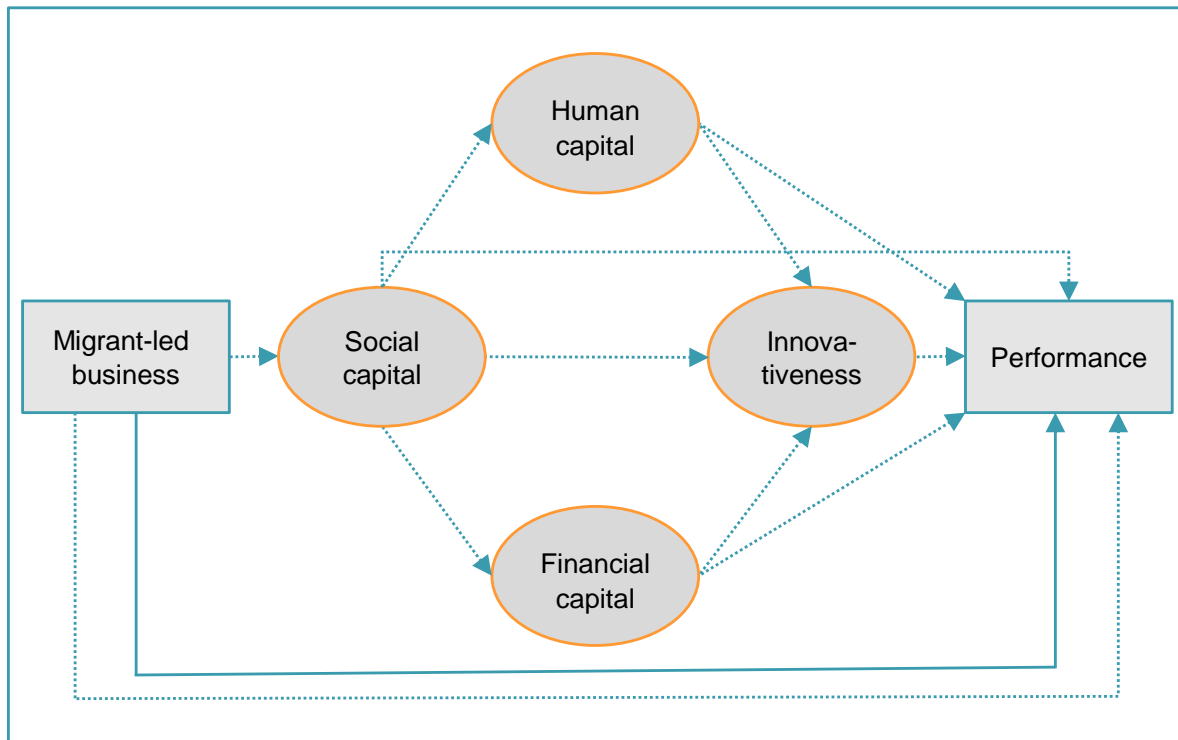 Human
capital
Migrant-led
business
Social
capital
Innova-
tiveness
Performance
Financial
capital